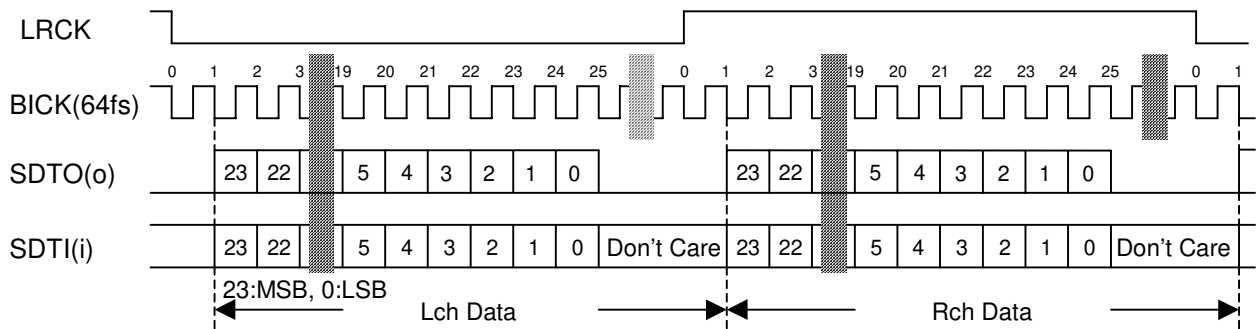 LRCK
0 1 2 3 19 20 21 22 23 24 25 0 1 2 3 19 20 21 22 23 24 25 0 1
BICK(64fs)
SDTO(o) 23 22 5 4 3 2 1 0 23 22 5 4 3 2 1 0
SDTI(i) 23 22 5 4 3 2 1 0 Don't Care 23 22 5 4 3 2 1 0 Don't Care
23:MSB, 0:LSB
Lch Data Rch Data